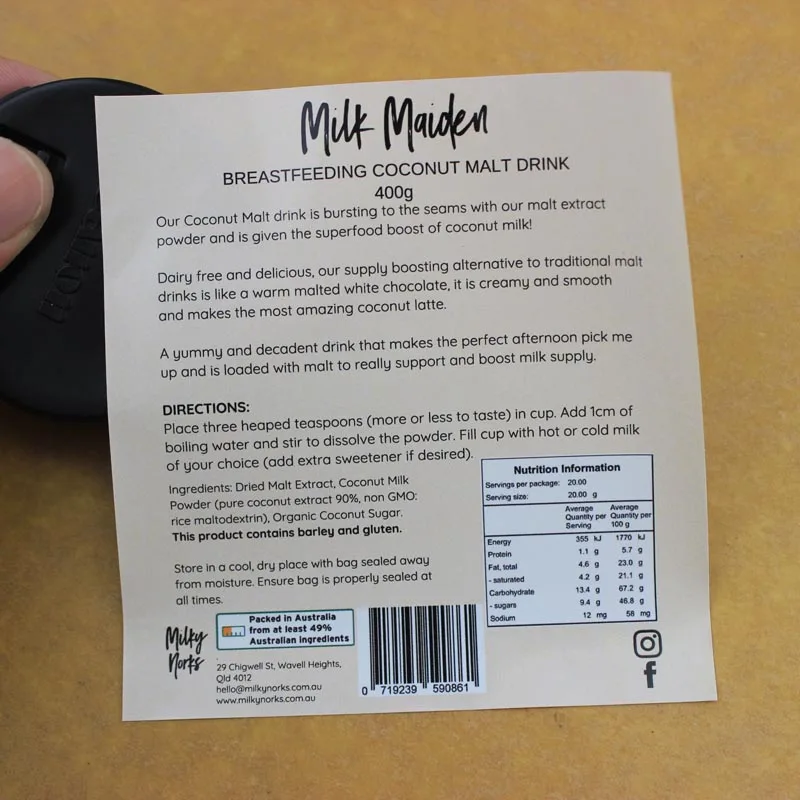 Milk Maiden
BREASTFEEDING COCONUT MALT DRINK
400g
Our Coconut Malt drink is bursting to the seams with our malt extract
powder and is given the superfood boost of coconut milk!
Dairy free and delicious, our supply boosting alternative to traditional malt
drinks is like a warm malted white chocolate, it is creamy and smooth
and makes the most amazing coconut latte.
A yummy and decadent drink that makes the perfect afternoon pick me
up and is loaded with malt to really support and boost milk supply.
DIRECTIONS:
Place three heaped teaspoons (more or less to taste) in cup. Add 1cm of
boiling water and stir to dissolve the powder. Fill cup with hot or cold milk
of your choice (add extra sweetener if desired).
Ingredients: Dried Malt Extract, Coconut Milk
Powder (pure coconut extract 90%, non GMO:
rice maltodextrin), Organic Coconut Sugar.
This product contains barley and gluten.
Store in a cool, dry place with bag sealed away
from moisture. Ensure bag is properly sealed at
all times.
Nutrition Information
Servings per package: 20.00
Serving size: 20.00 g
Average Quantity per Serving Average Quantity per 100 g
Energy 355 kJ 1770 kJ
Protein 1.1 g 5.7 g
Fat, total 4.6 g 23.0 g
- saturated 4.2 g 21.1 g
Carbohydrate 13.4 g 67.2 g
- sugars 9.4 g 46.8 g
Sodium 12 mg 58 mg
Milky
Norks
Packed in Australia
from at least 49%
Australian ingredients
29 Chigwell St, Wavell Heights,
Qld 4012
hello@milkynorks.com.au
www.milkynorks.com.au
0 719239 590861